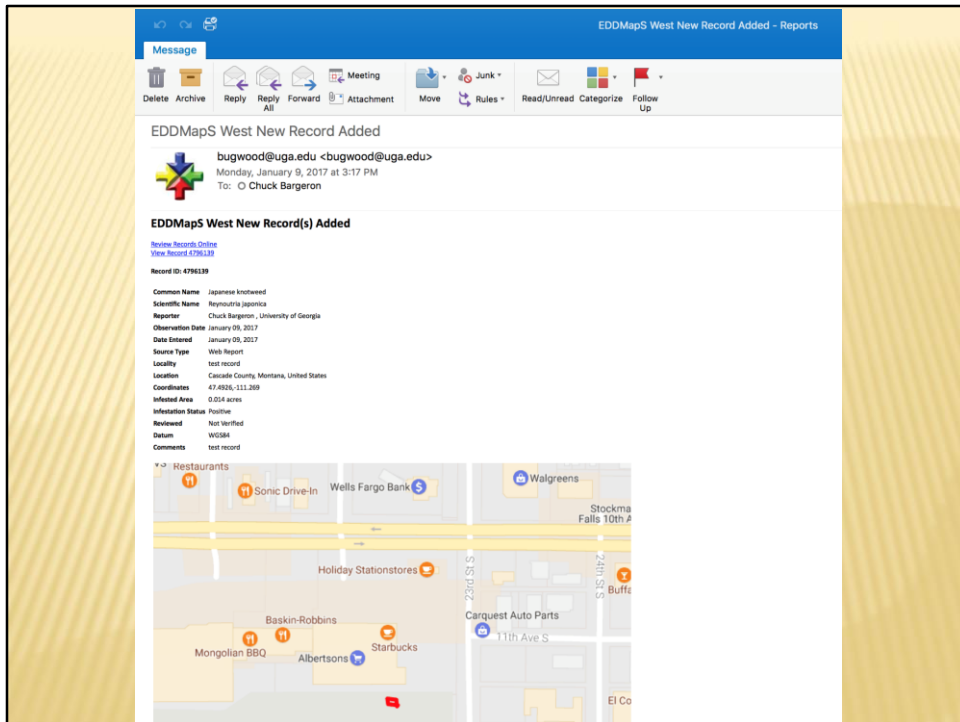 EDDMapS West New Record Added - Reports
Message
Delete
Archive
Reply
Reply All
Forward
Meeting
Attachment
Move
Junk
Rules
Read/Unread
Categorize
Follow Up
EDDMapS West New Record Added
bugwood@uga.edu <bugwood@uga.edu>
Monday, January 9, 2017 at 3:17 PM
To: Chuck Bargeron
EDDMapS West New Record(s) Added
Review Records Online
View Record 4796139
Record ID: 4796139
Common Name Japanese knotweed
Scientific Name Reynoutria japonica
Reporter Chuck Bargeron , University of Georgia
Observation Date January 09, 2017
Date Entered January 09, 2017
Source Type Web Report
Locality test record
Location Cascade County, Montana, United States
Coordinates 47.4926,-111.269
Infested Area 0.014 acres
Infestation Status Positive
Reviewed Not Verified
Datum WGS84
Comments test record
Restaurants
Sonic Drive-In
Wells Fargo Bank
Walgreens
Stockma
Falls 10th A
Holiday Stationstores
23rd St S
24th St S
Buffa
Baskin-Robbins
Carquest Auto Parts
11th Ave S
Mongolian BBQ
Albertsons
Starbucks
El Co